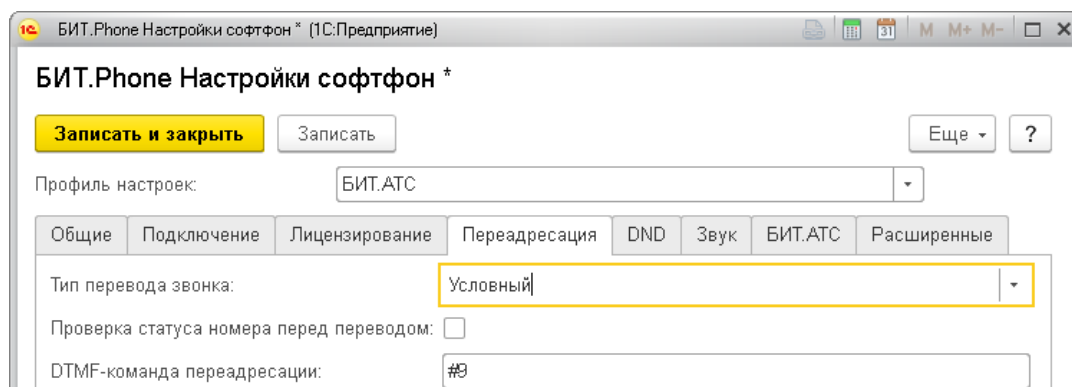 1С БИТ.Phone Настройки софтфон * (1С:Предприятие) 31 M M+ M-
БИТ.Phone Настройки софтфон *
Записать и закрыть Записать Еще ?
Профиль настроек: БИТ.АТС
Общие Подключение Лицензирование Переадресация DND Звук БИТ.АТС Расширенные
Тип перевода звонка: Условный
Проверка статуса номера перед переводом:
DTMF-команда переадресации: #9